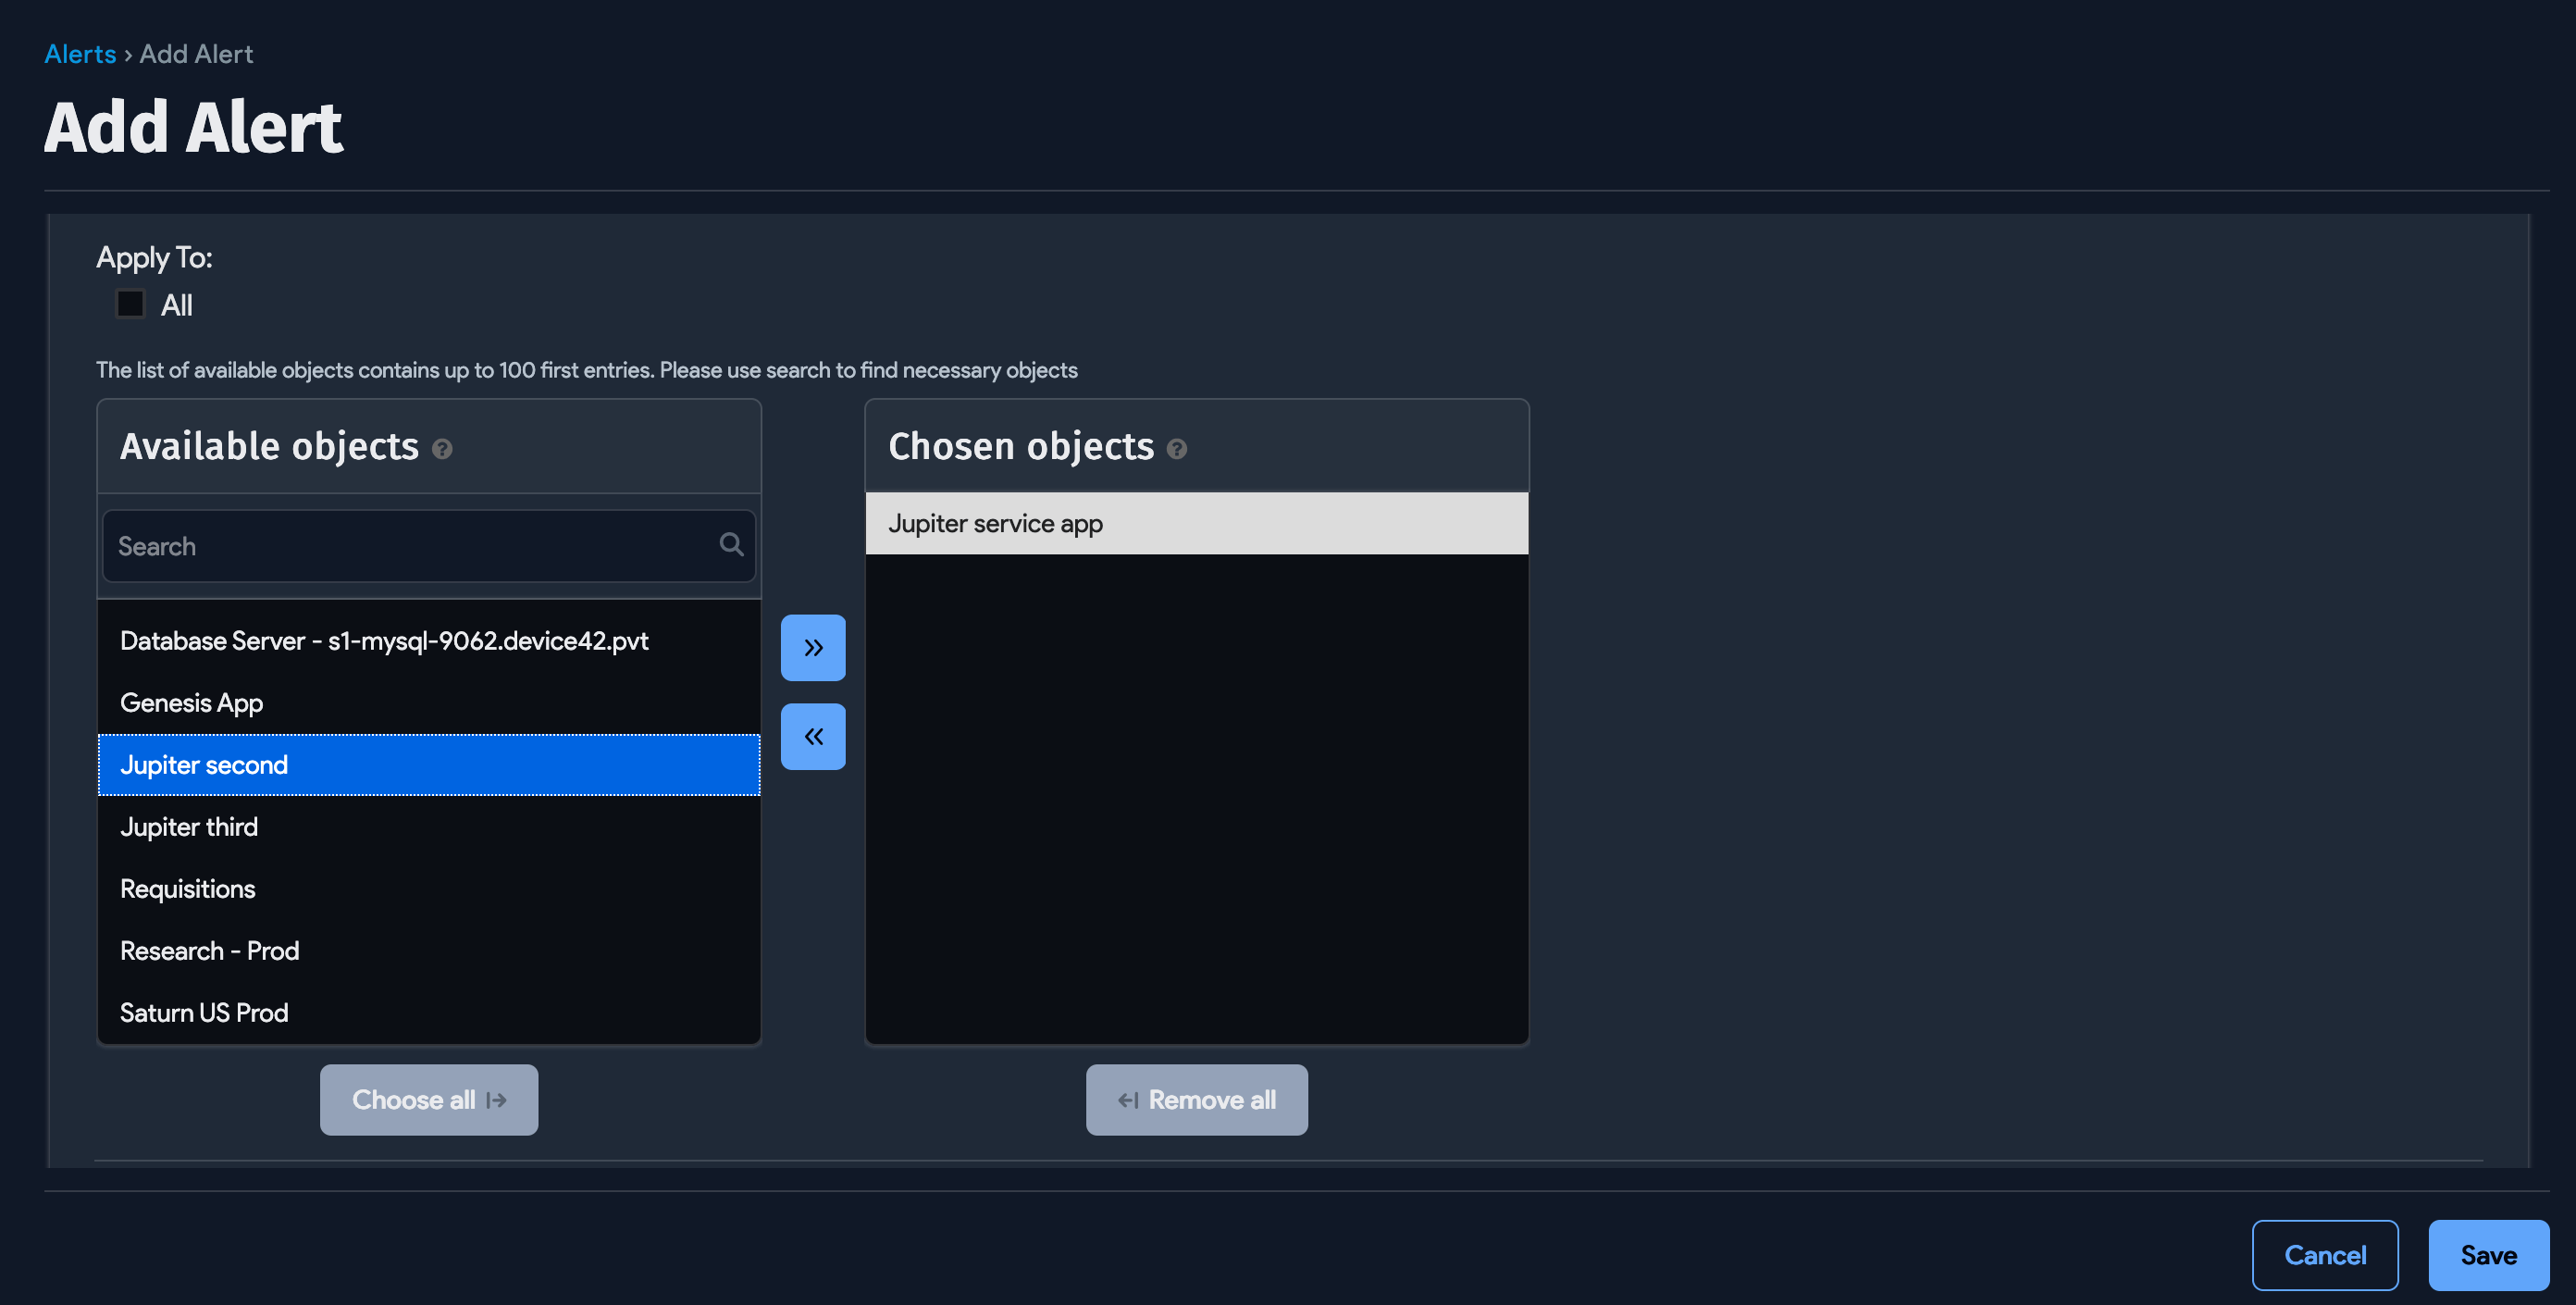 Alerts › Add Alert
Add Alert
Apply To:
All
The list of available objects contains up to 100 first entries. Please use search to find necessary objects
Available objects ?
Chosen objects ?
Search
Jupiter service app
Database Server - s1-mysql-9062.device42.pvt
Genesis App
Jupiter second
Jupiter third
Requisitions
Research - Prod
Saturn US Prod
Choose all
Remove all
Cancel
Save